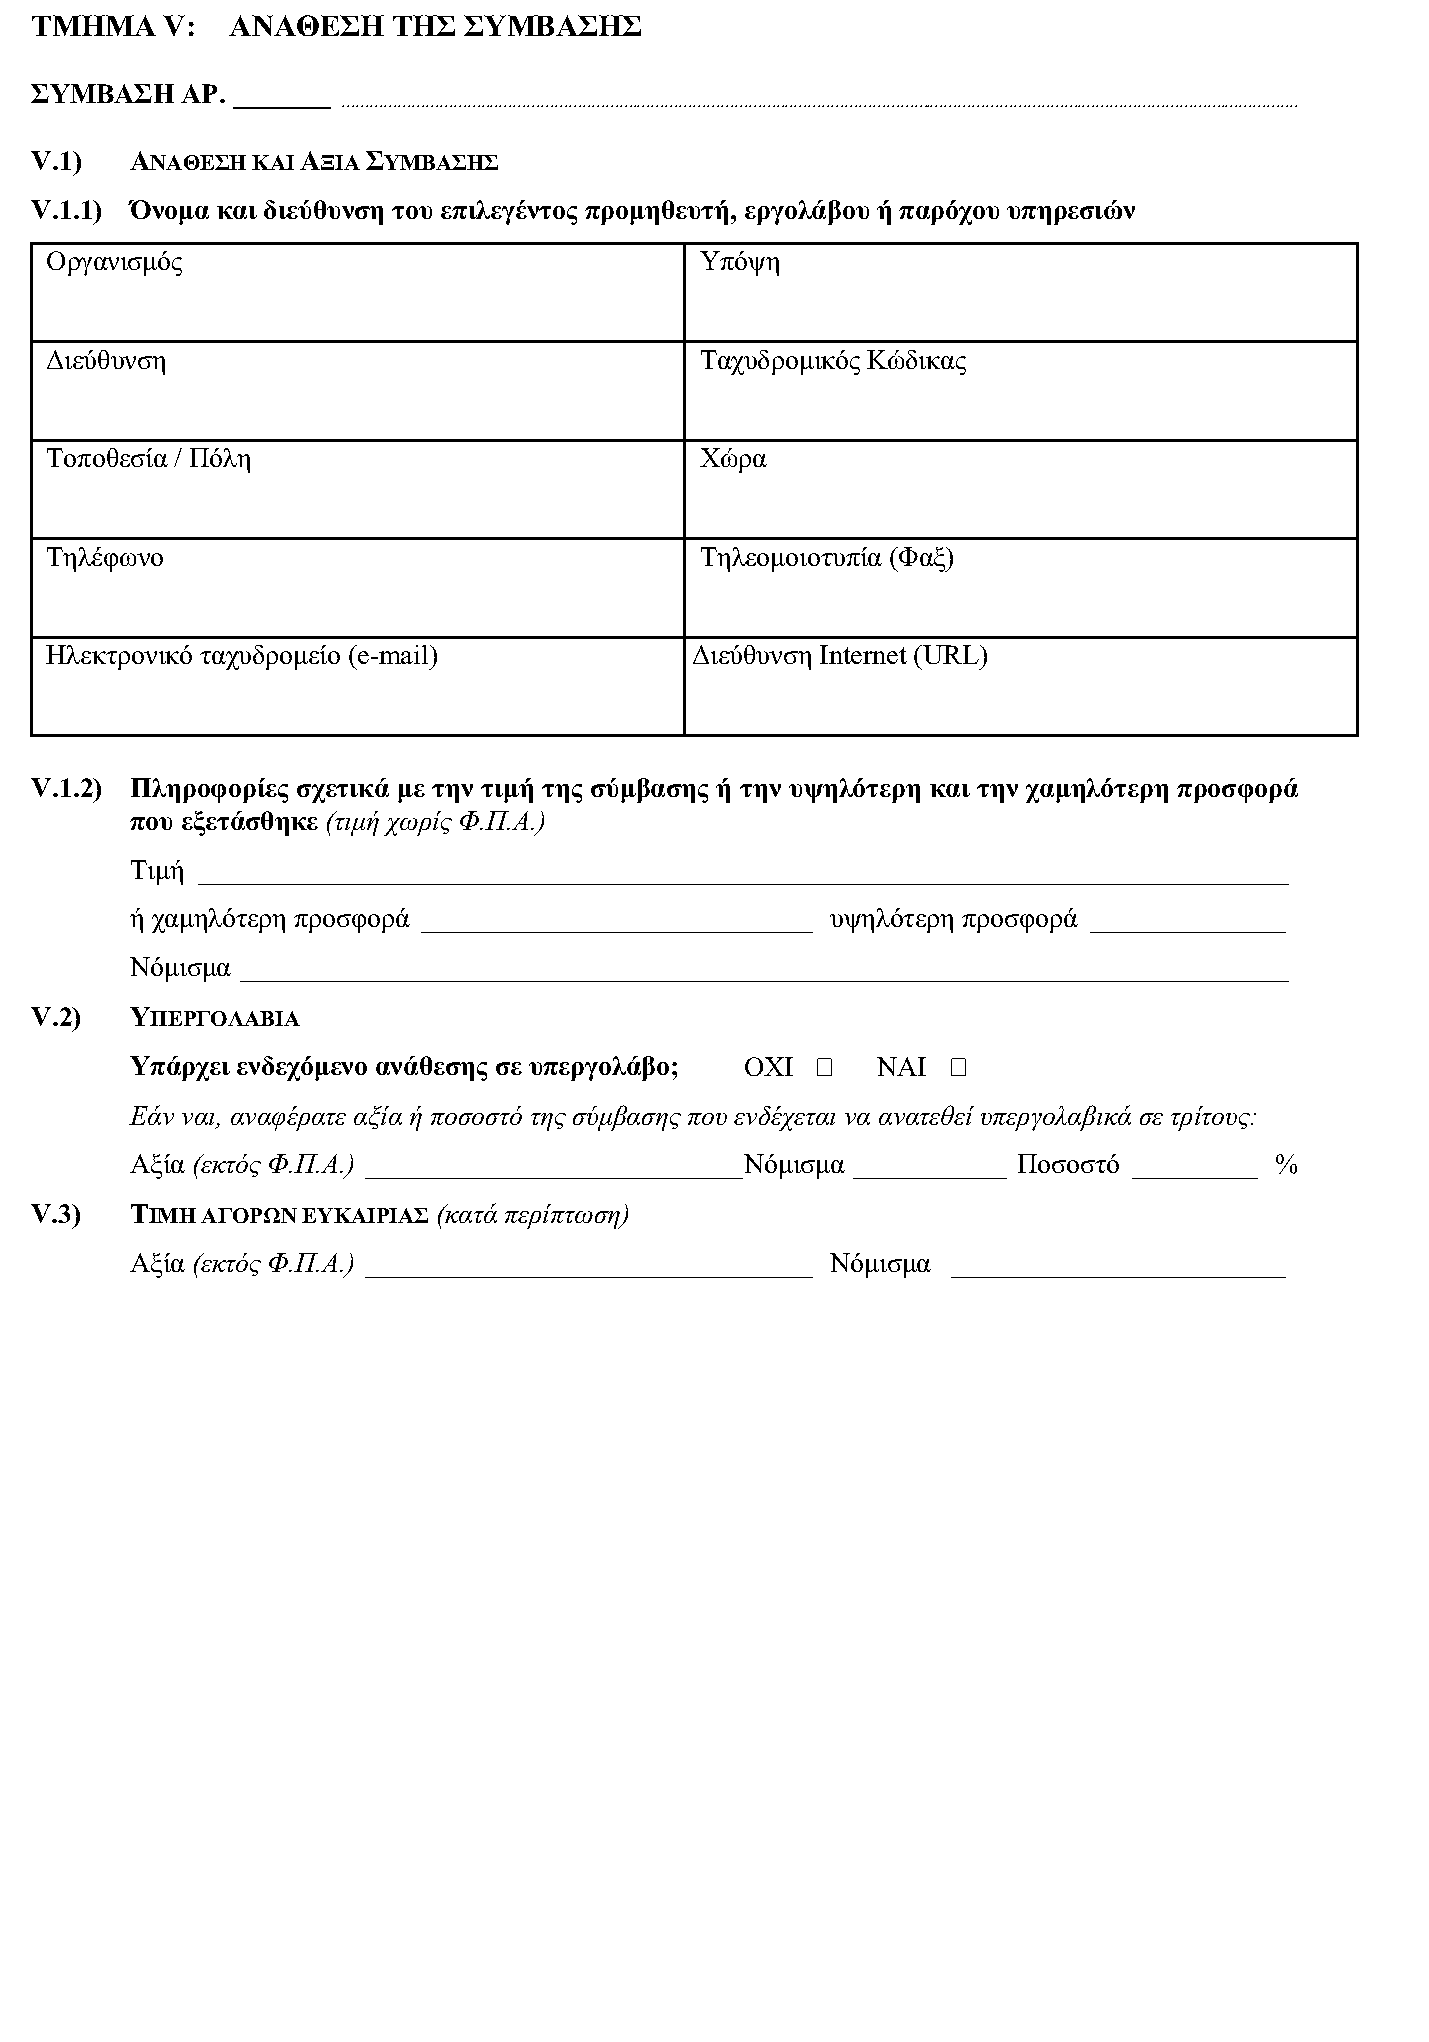 ΤΜΗΜΑ V: ΑΝΑΘΕΣΗ ΤΗΣ ΣΥΜΒΑΣΗΣ
ΣΥΜΒΑΣΗ ΑΡ. _______
V.1) ΑΝΑΘΕΣΗ ΚΑΙ ΑΞΙΑ ΣΥΜΒΑΣΗΣ
V.1.1) Όνομα και διεύθυνση του επιλεγέντος προμηθευτή, εργολάβου ή παρόχου υπηρεσιών
Οργανισμός Υπόψη
Διεύθυνση Ταχυδρομικός Κώδικας
Τοποθεσία / Πόλη Χώρα
Τηλέφωνο Τηλεομοιοτυπία (Φαξ)
Ηλεκτρονικό ταχυδρομείο (e-mail) Διεύθυνση Internet (URL)
V.1.2) Πληροφορίες σχετικά με την τιμή της σύμβασης ή την υψηλότερη και την χαμηλότερη προσφορά
που εξετάσθηκε (τιμή χωρίς Φ.Π.Α.)
Τιμή
ή χαμηλότερη προσφορά υψηλότερη προσφορά
Νόμισμα
V.2) ΥΠΕΡΓΟΛΑΒΙΑ
Υπάρχει ενδεχόμενο ανάθεσης σε υπεργολάβο; ΟΧΙ □ ΝΑΙ □
Εάν ναι, αναφέρατε αξία ή ποσοστό της σύμβασης που ενδέχεται να ανατεθεί υπεργολαβικά σε τρίτους:
Αξία (εκτός Φ.Π.Α.) Νόμισμα Ποσοστό %
V.3) ΤΙΜΗ ΑΓΟΡΩΝ ΕΥΚΑΙΡΙΑΣ (κατά περίπτωση)
Αξία (εκτός Φ.Π.Α.) Νόμισμα